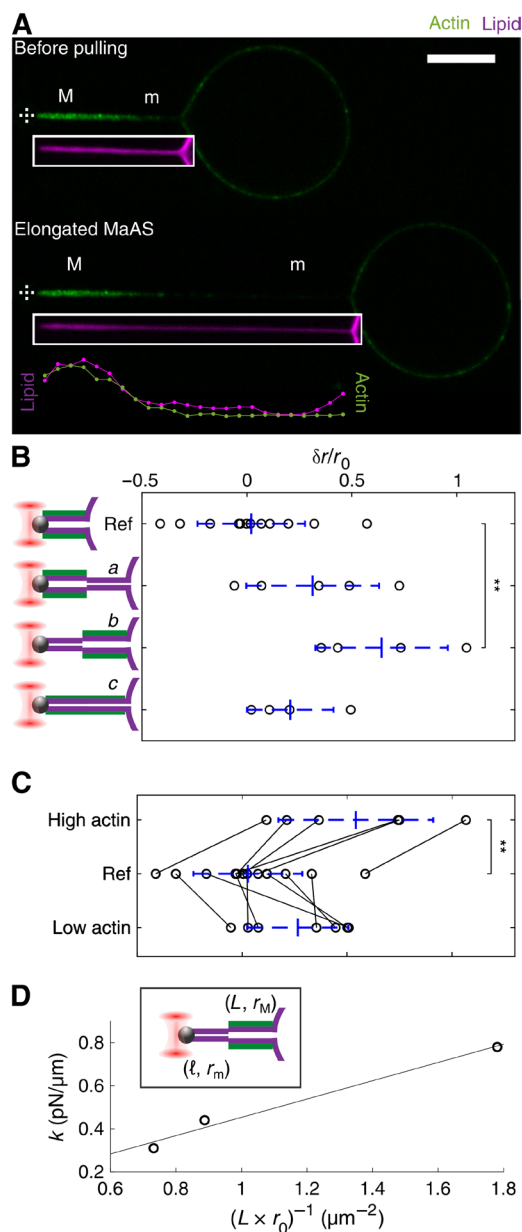 A
Actin Lipid
Before pulling
M m
Elongated MaAS
M m
Lipid
Actin
B
δr/r0
-0.5 0 0.5 1
Ref
a
b
c
**
C
High actin
Ref
Low actin
**
D
(L, rM)
(ℓ, rm)
k (pN/μm)
0.8
0.6
0.4
0.2
0.6 0.8 1 1.2 1.4 1.6 1.8
(L × r0)⁻¹ (μm⁻²)